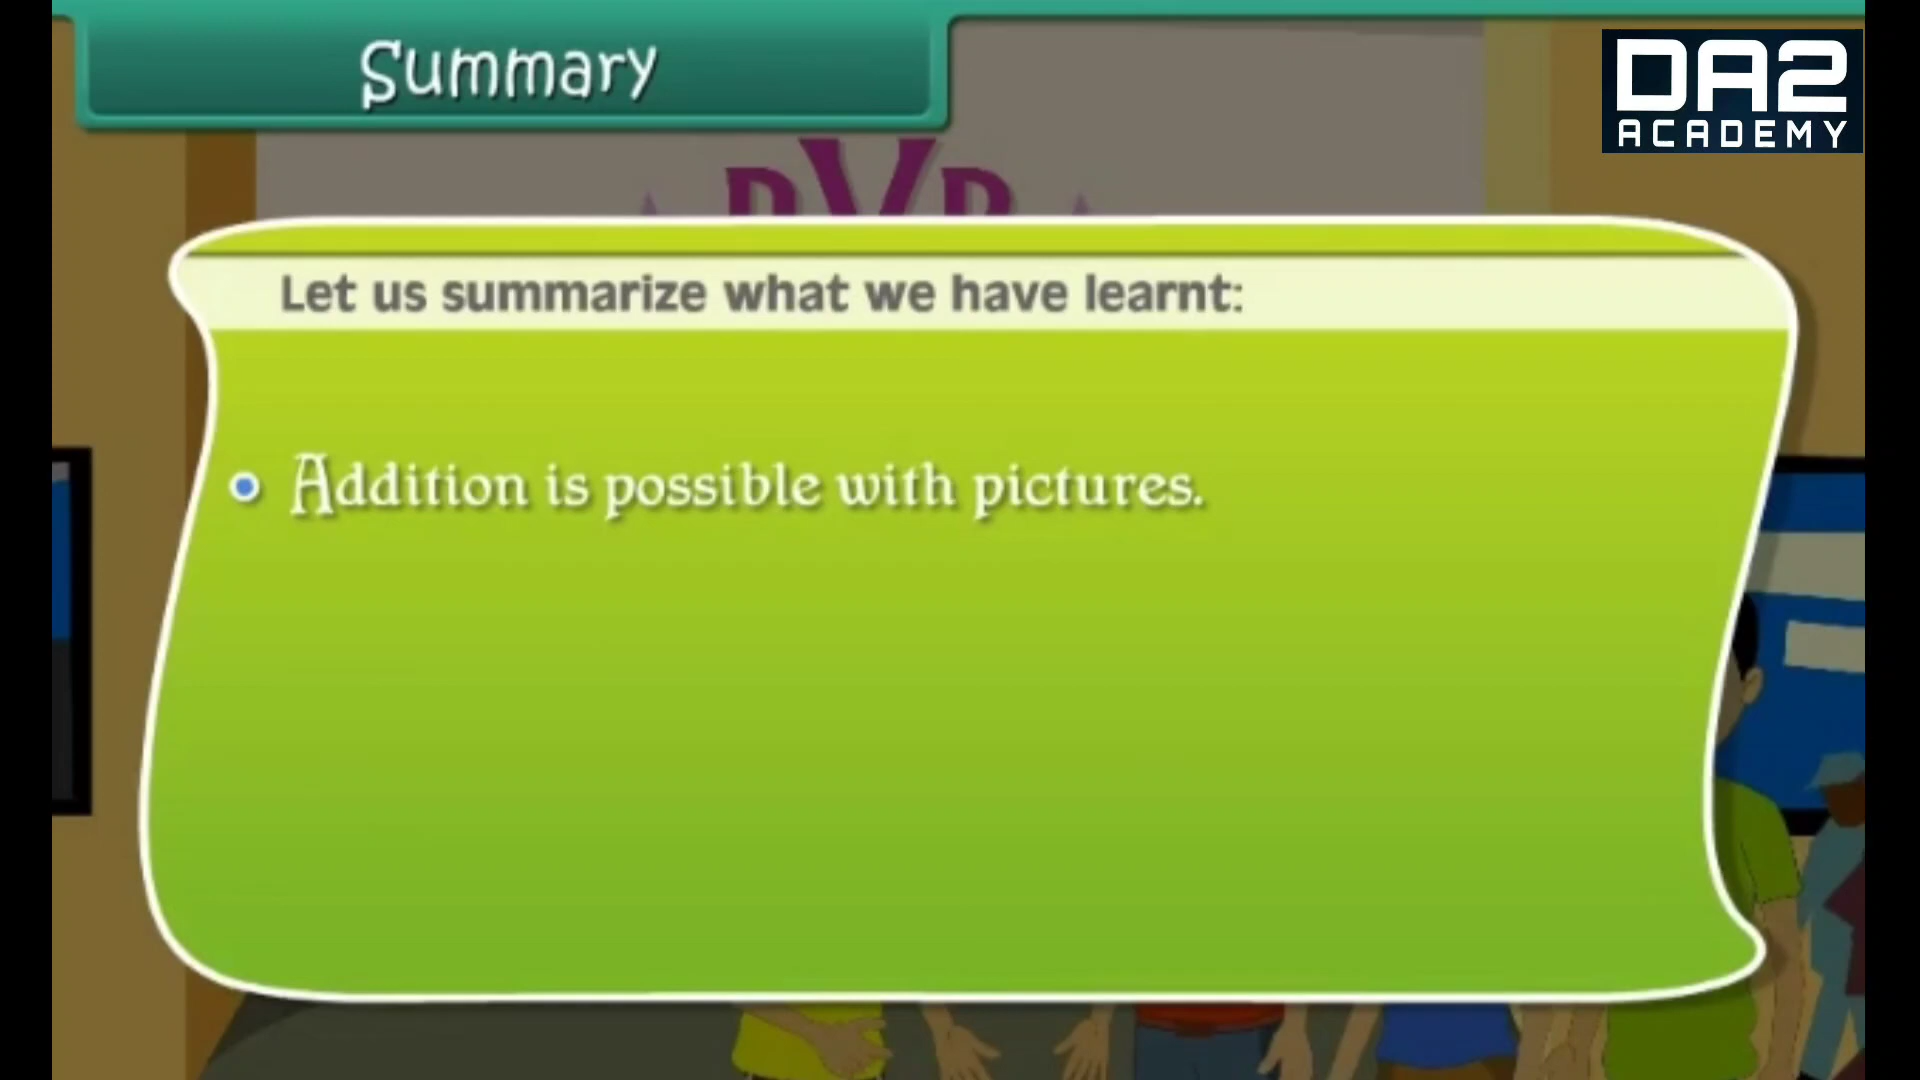 Summary
DA2
ACADEMY
Let us summarize what we have learnt:
Addition is possible with pictures.